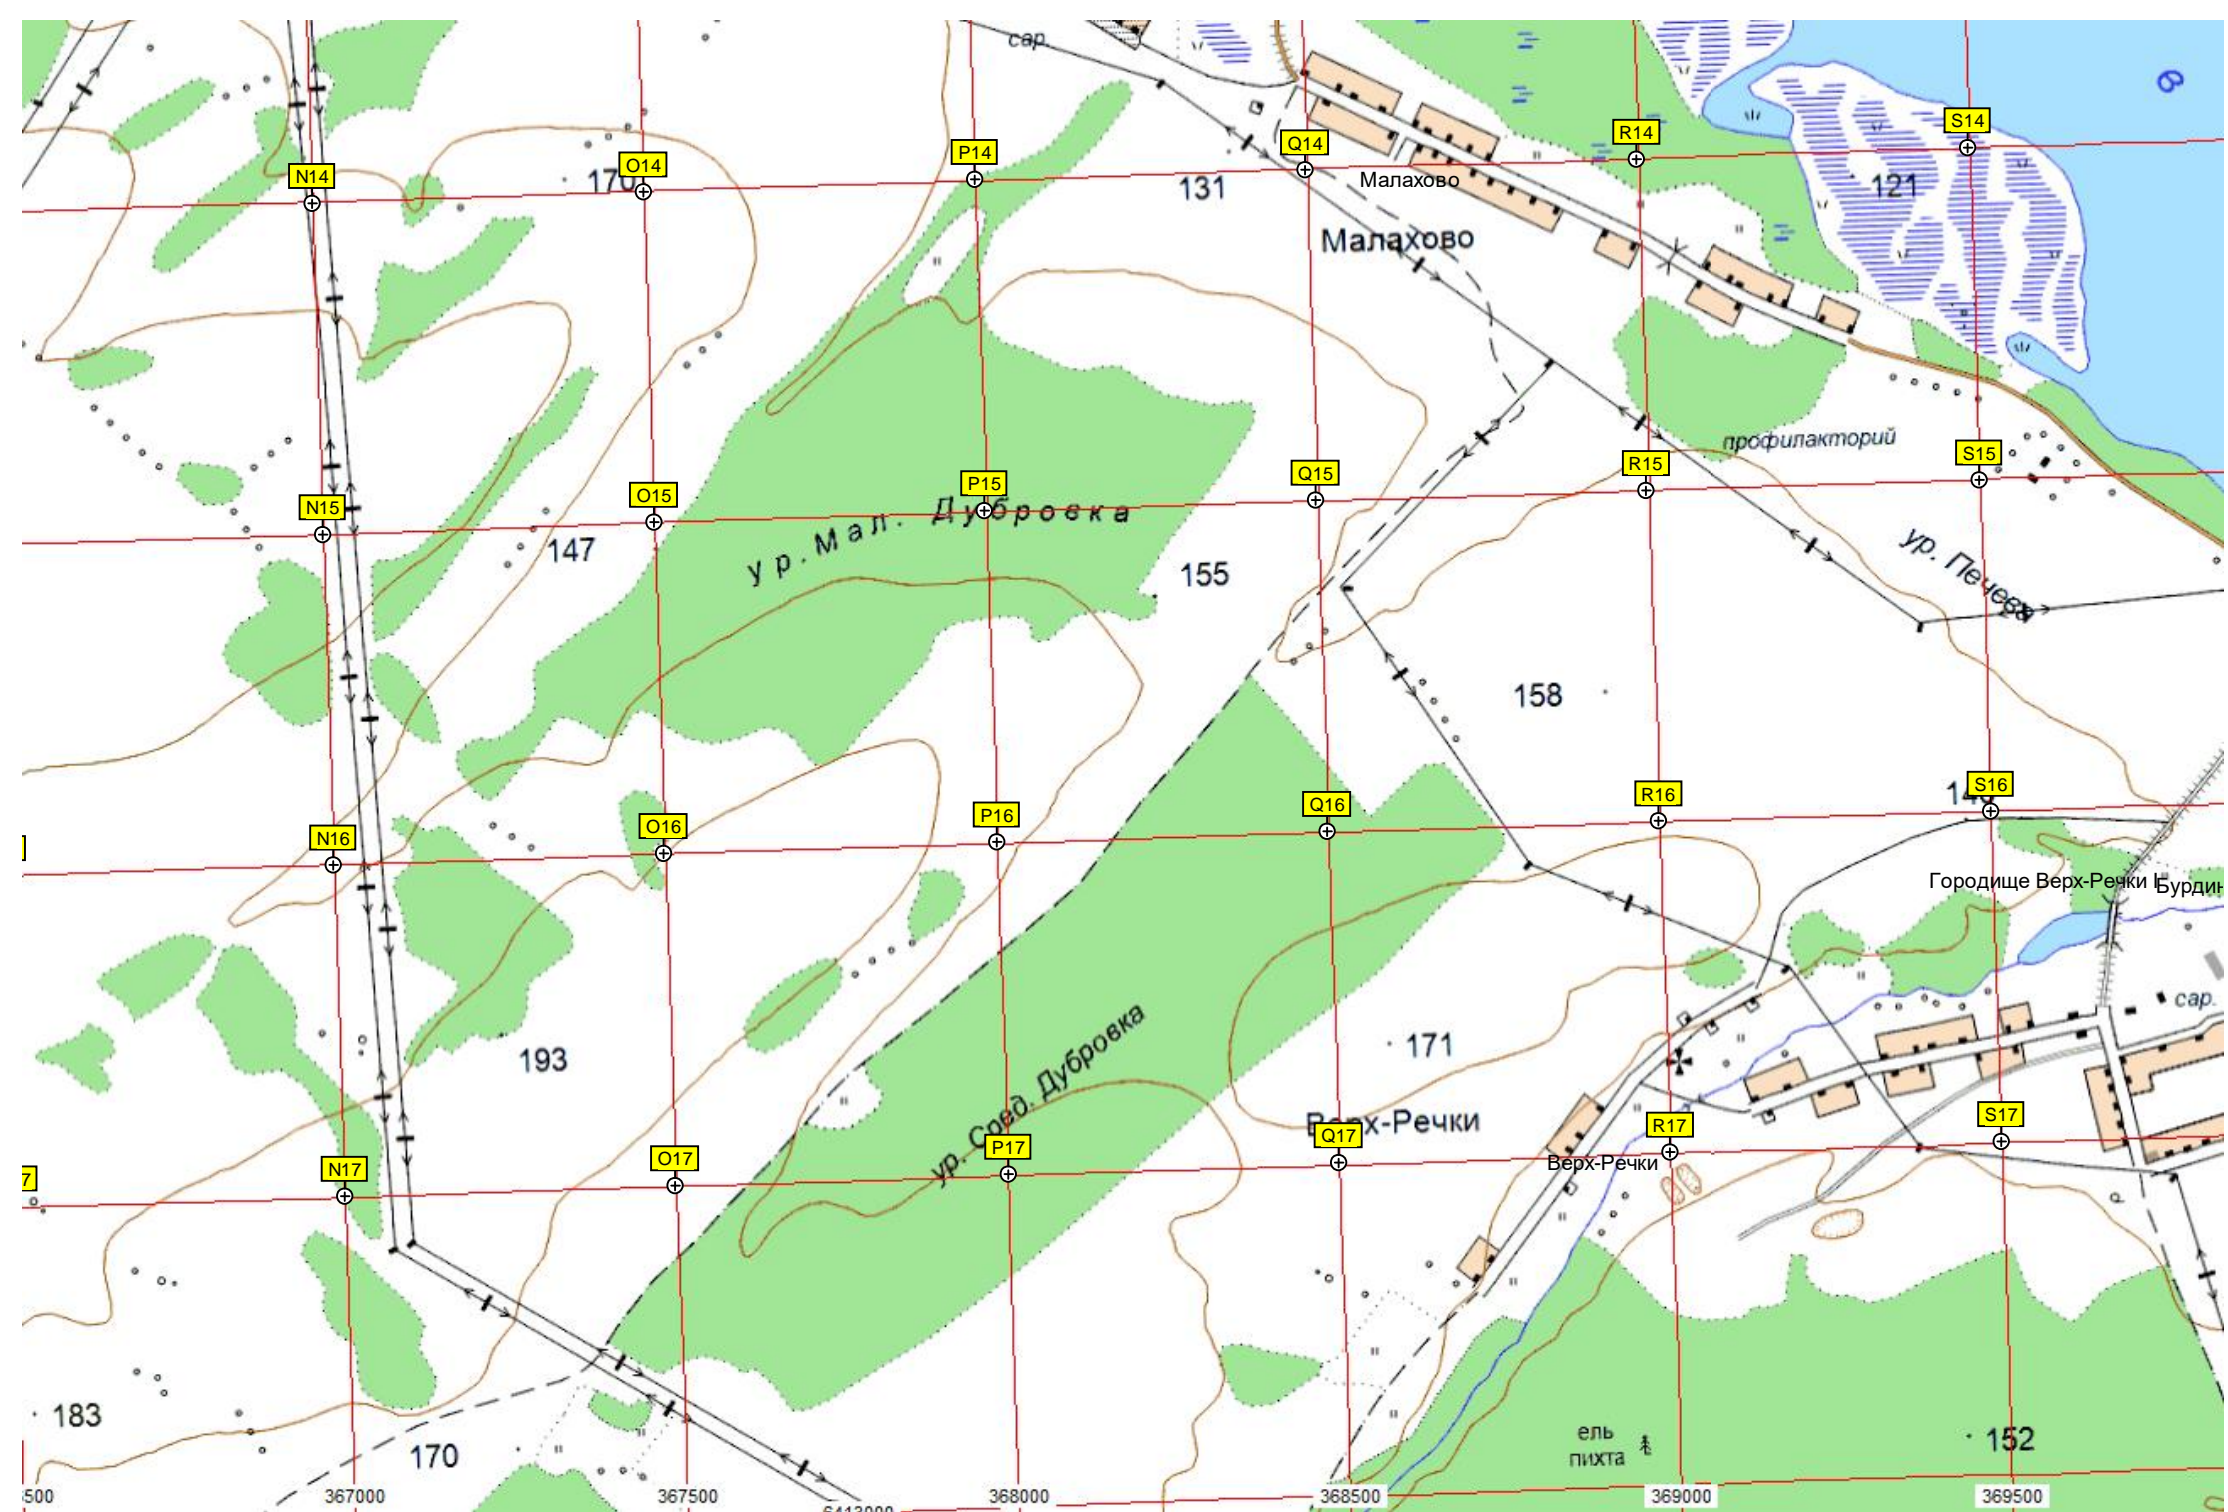 сар.
S14
R14
Q14
P14
O14
N14
170
131
Малахово
121
Малахово
профилакторий
S15
R15
Q15
P15
O15
N15
ур. Мал. Дубровка
147
155
ур. Печева
158
S16
R16
Q16
P16
O16
N16
Городище Верх-Речки I
сар.
193
171
ур. Сред. Дубровка
Верх-Речки
S17
R17
Q17
P17
O17
N17
7
Верх-Речки
183
170
ель
пихта
152
367000
367500
368000
368500
369000
369500